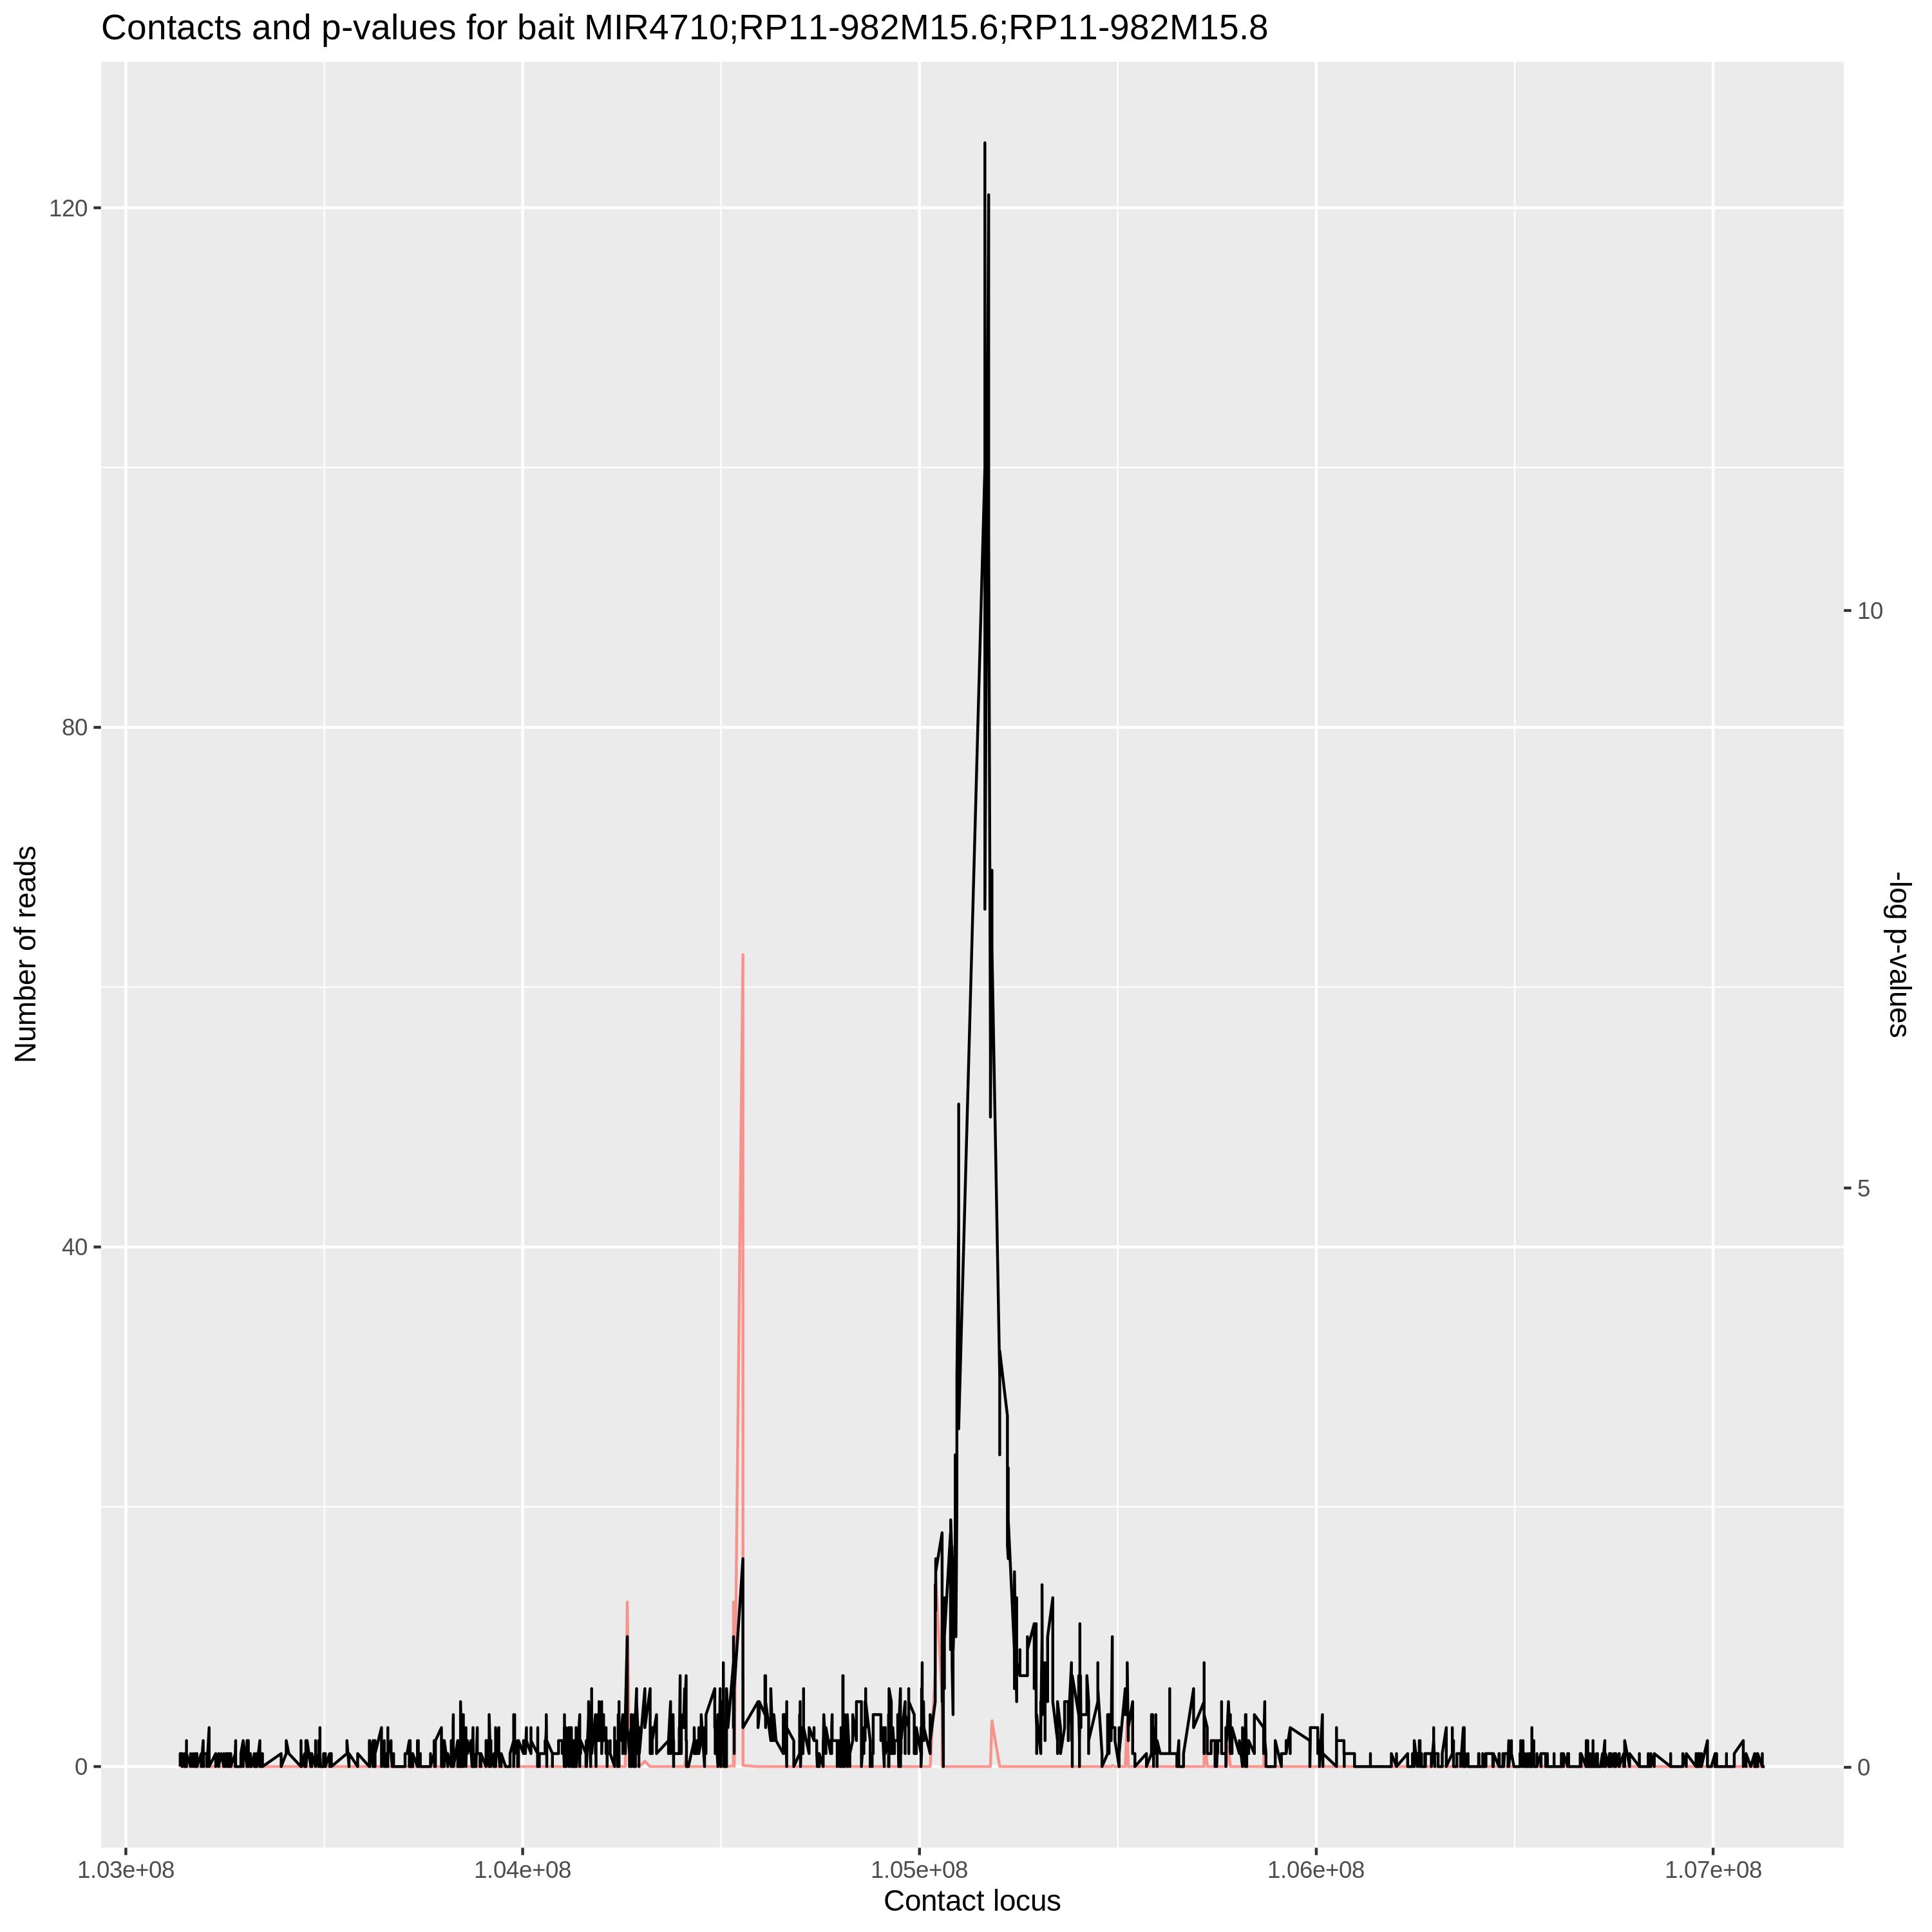 Contacts and p-values for bait MIR4710;RP11-982M15.6;RP11-982M15.8
120
80
40
0
Number of reads
10
5
0
-log p-values
1.03e+08
1.04e+08
1.05e+08
1.06e+08
1.07e+08
Contact locus